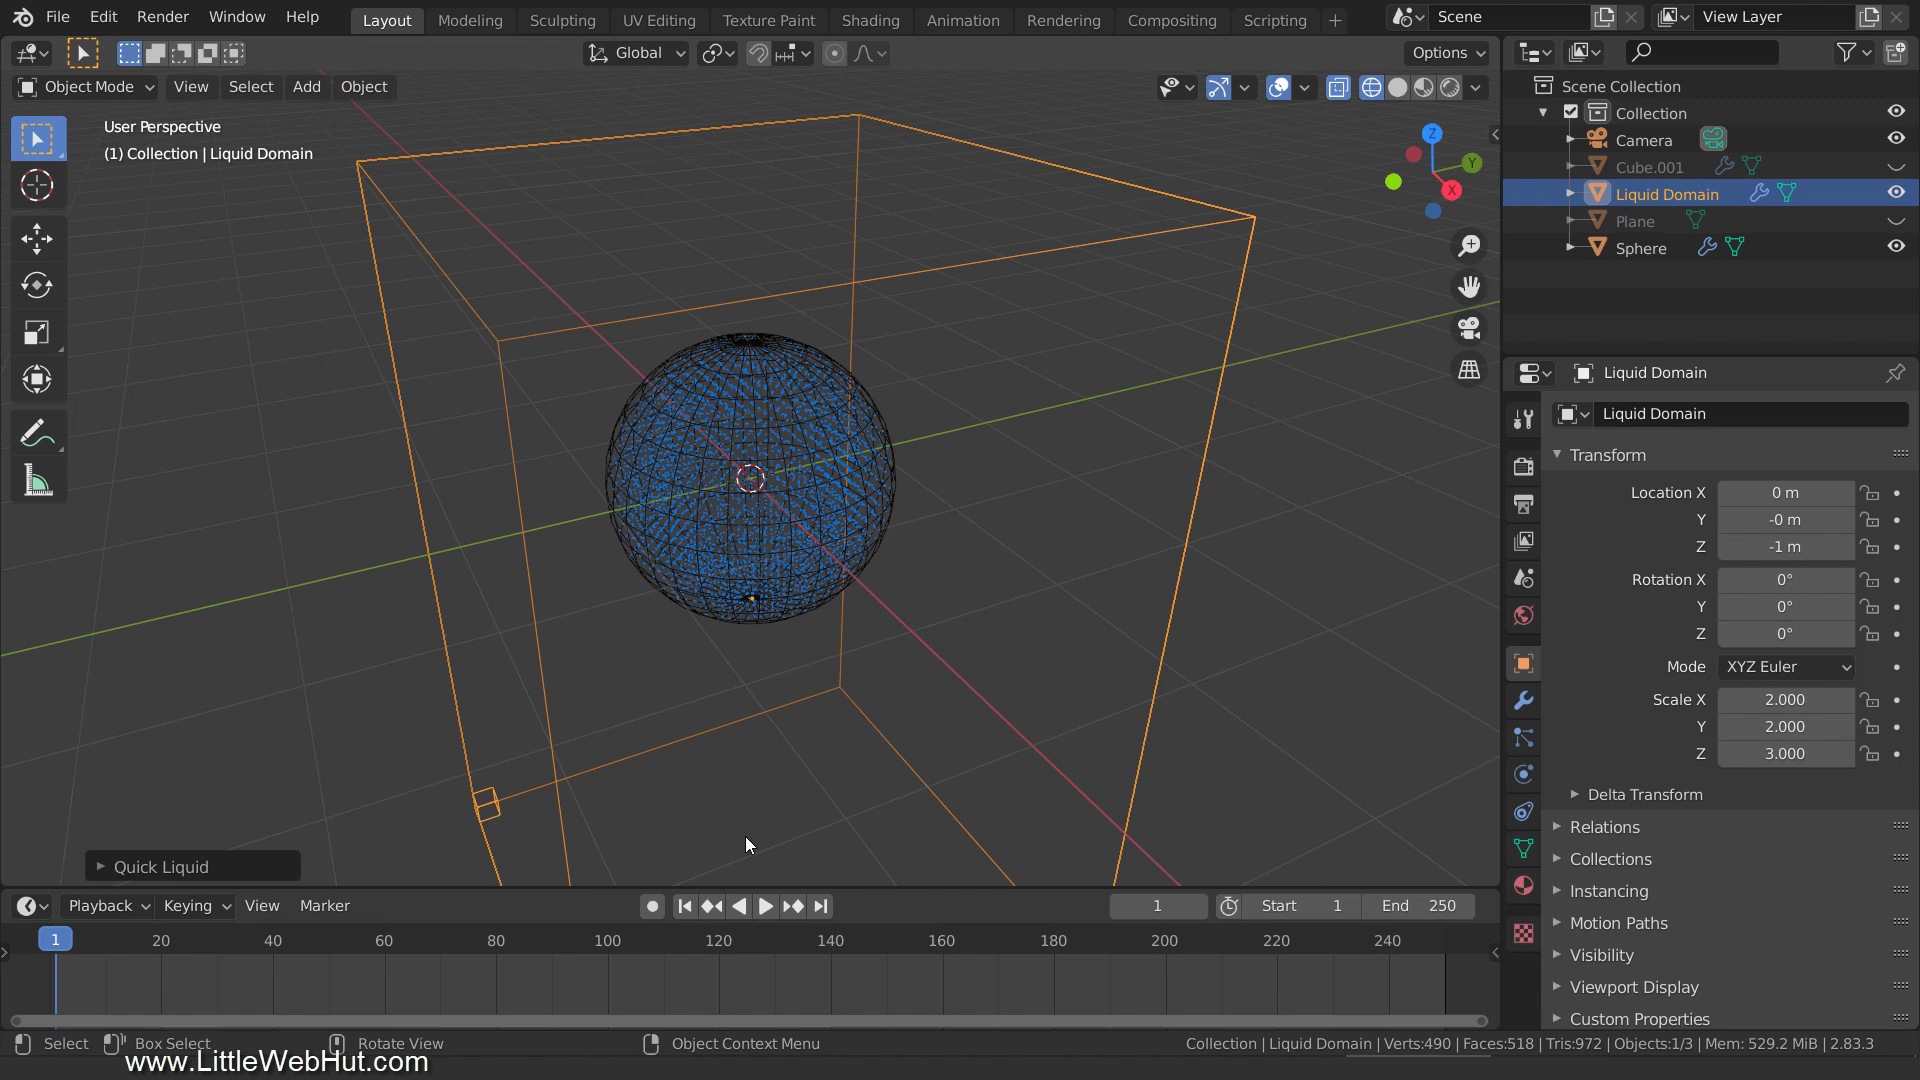 File Edit Render Window Help
Layout Modeling Sculpting UV Editing Texture Paint Shading Animation Rendering Compositing Scripting +
Scene
View Layer
Global
Options
Object Mode View Select Add Object
User Perspective
(1) Collection | Liquid Domain
Z
Y
X
Quick Liquid
Scene Collection
Collection
Camera
Cube.001
Liquid Domain
Plane
Sphere
Liquid Domain
Liquid Domain
Transform
Location X 0 m
Y -0 m
Z -1 m
Rotation X 0°
Y 0°
Z 0°
Mode XYZ Euler
Scale X 2.000
Y 2.000
Z 3.000
Delta Transform
Relations
Collections
Instancing
Motion Paths
Visibility
Viewport Display
Custom Properties
Playback Keying View Marker
1 Start 1 End 250
1 20 40 60 80 100 120 140 160 180 200 220 240
Select Box Select Rotate View Object Context Menu
Collection | Liquid Domain | Verts:490 | Faces:518 | Tris:972 | Objects:1/3 | Mem: 529.2 MiB | 2.83.3
www.LittleWebHut.com